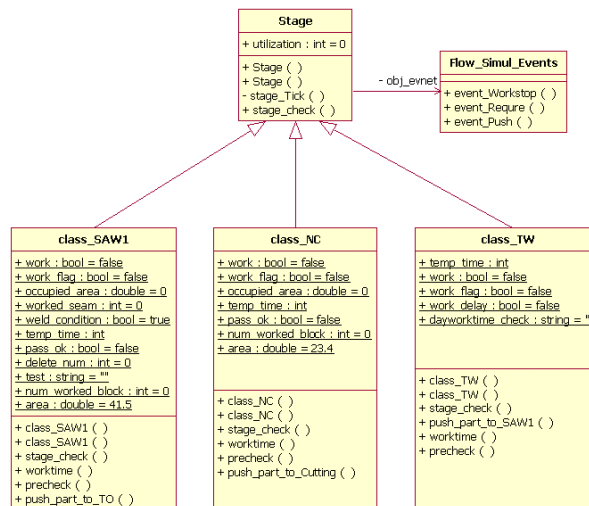 Stage
+ utilization : int = 0
+ Stage ( )
+ Stage ( )
- stage_Tick ( )
+ stage_check ( )
- obj_evnet
Flow_Simul_Events
+ event_Workstop ( )
+ event_Requre ( )
+ event_Push ( )
class_SAW1
+ work : bool = false
+ work_flag : bool = false
+ occupied_area : double = 0
+ worked_seam : int = 0
+ weld_condition : bool = true
+ temp_time : int
+ pass_ok : bool = false
+ delete_num : int = 0
+ test : string = ""
+ num_worked_block : int = 0
+ area : double = 41.5
+ class_SAW1 ( )
+ class_SAW1 ( )
+ stage_check ( )
+ worktime ( )
+ precheck ( )
+ push_part_to_TO ( )
class_NC
+ work : bool = false
+ work_flag : bool = false
+ occupied_area : double = 0
+ temp_time : int
+ pass_ok : bool = false
+ num_worked_block : int = 0
+ area : double = 23.4
+ class_NC ( )
+ class_NC ( )
+ stage_check ( )
+ worktime ( )
+ precheck ( )
+ push_part_to_Cutting ( )
class_TW
+ temp_time : int
+ work : bool = false
+ work_flag : bool = false
+ work_delay : bool = false
+ dayworktime_check : string = "
+ class_TW ( )
+ class_TW ( )
+ stage_check ( )
+ push_part_to_SAW1 ( )
+ worktime ( )
+ precheck ( )